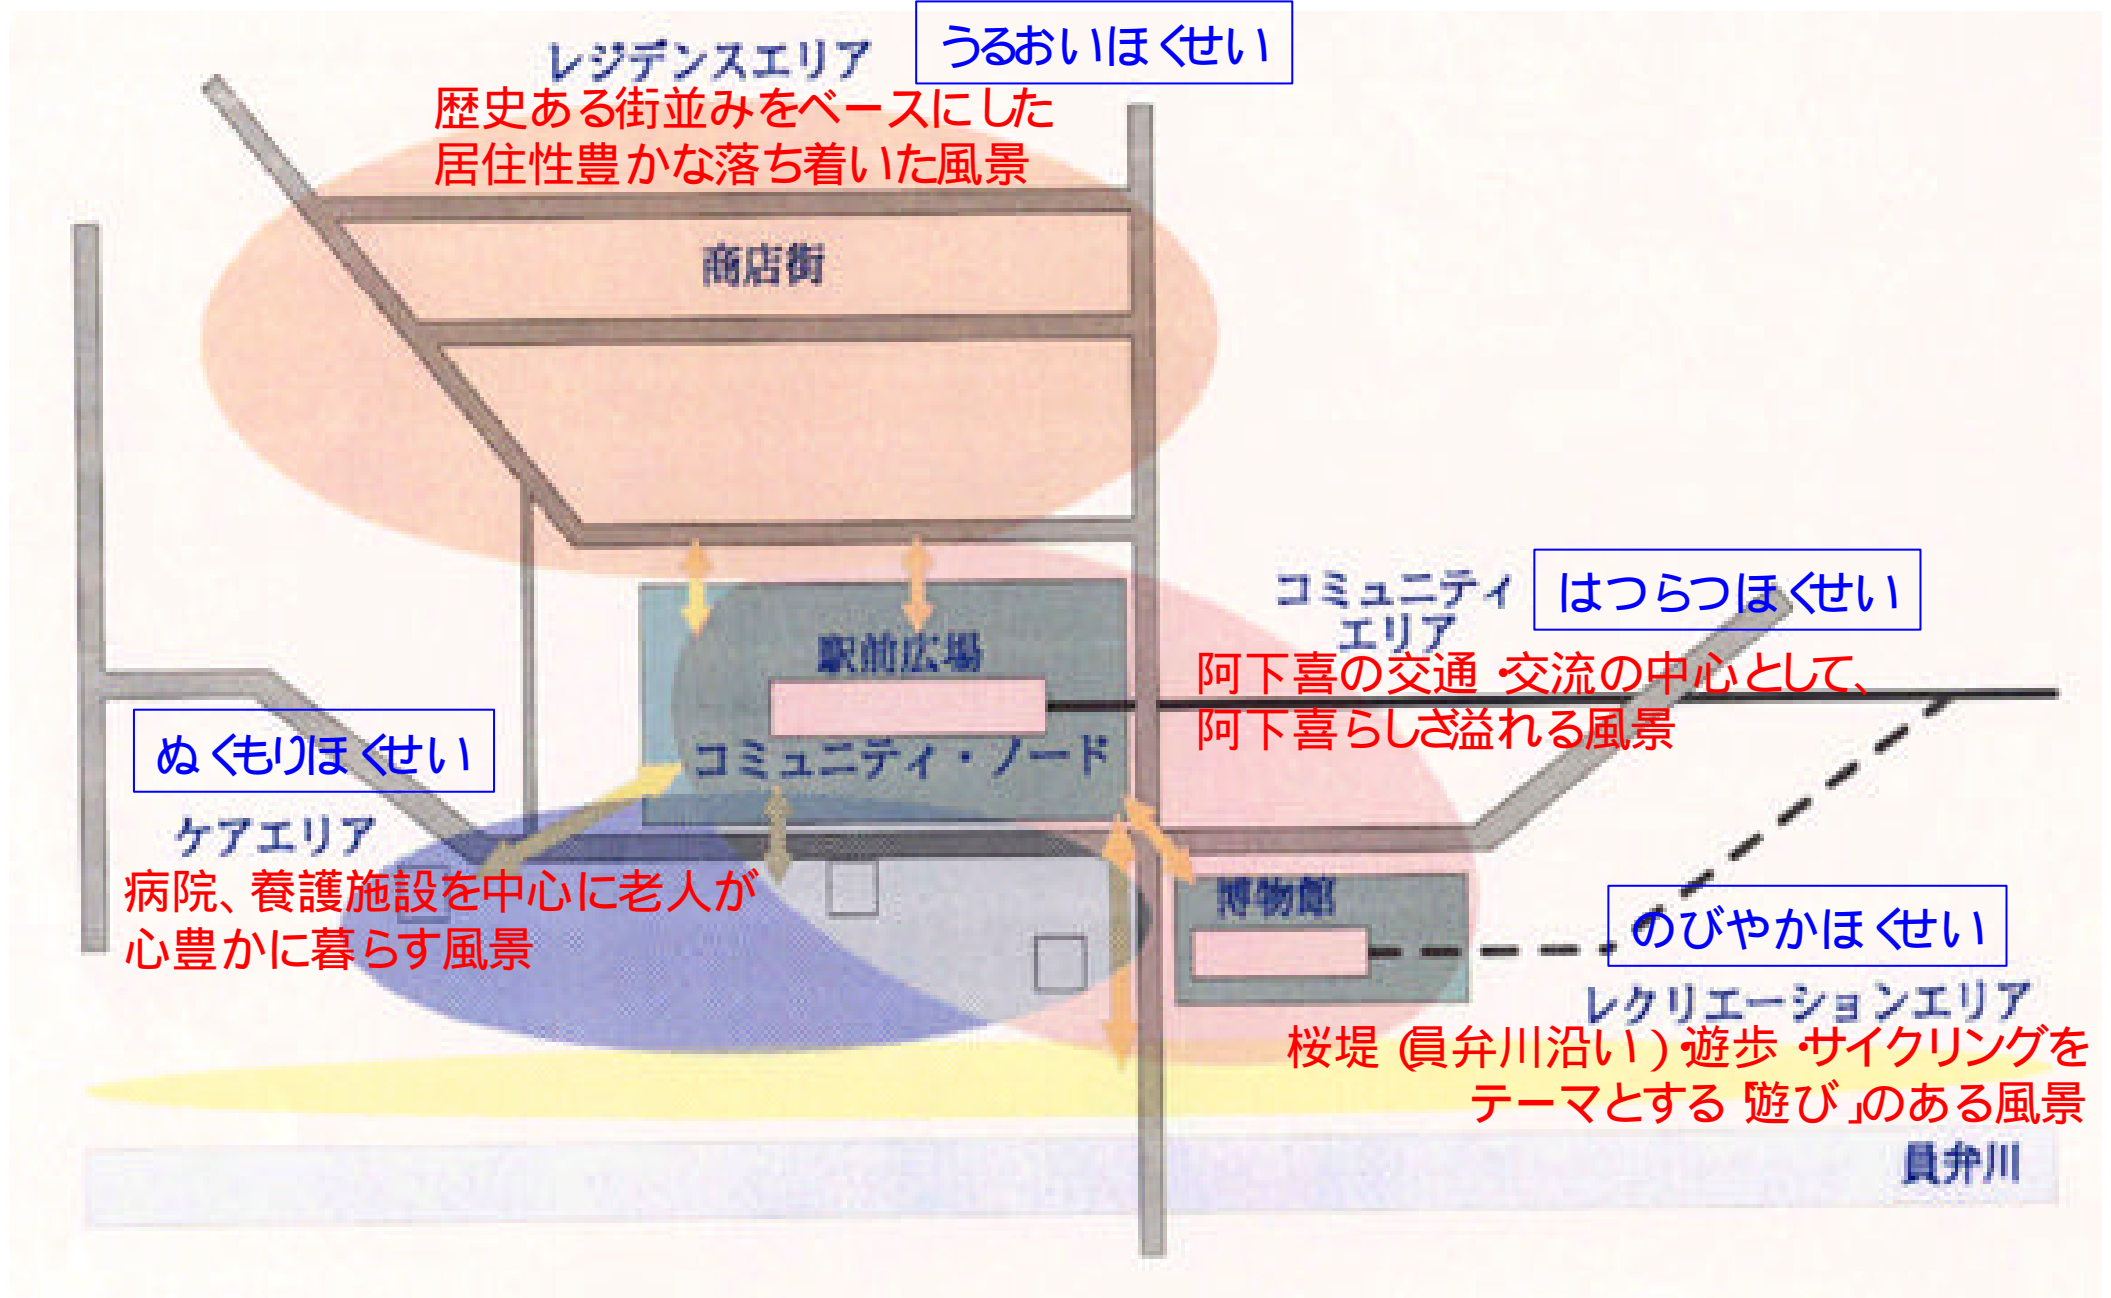 うるおいほくせい
レジデンスエリア
歴史ある街並みをベースにした
居住性豊かな落ち着いた風景
商店街
はつらつほくせい
コミュニティ
エリア
阿下喜の交通・交流の中心として、
阿下喜らしさ溢れる風景
駅前広場
コミュニティ・ノード
ぬくもりほくせい
ケアエリア
病院、養護施設を中心に老人が
心豊かに暮らす風景
博物館
のびやかほくせい
レクリエーションエリア
桜堤(員弁川沿い)・遊歩・サイクリングを
テーマとする「遊び」のある風景
員弁川